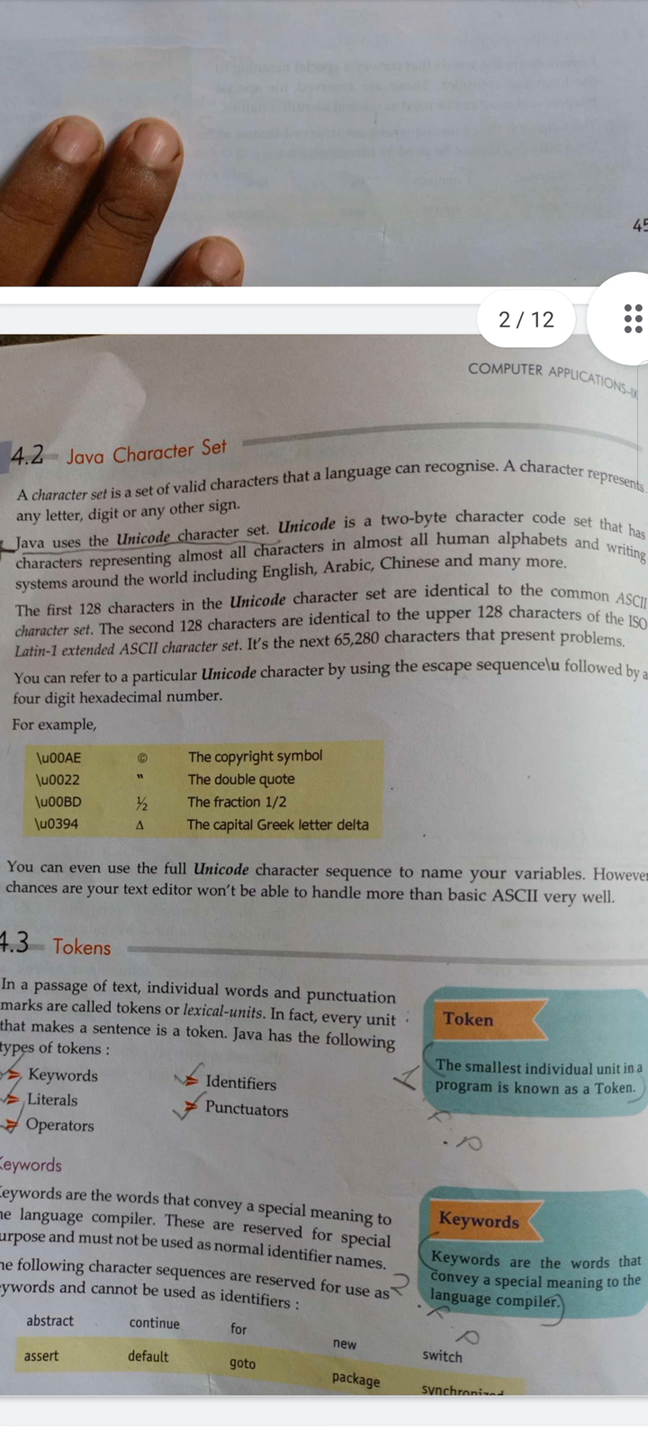 45
2 / 12
COMPUTER APPLICATIONS-IX
4.2 Java Character Set
A character set is a set of valid characters that a language can recognise. A character represents
any letter, digit or any other sign.
Java uses the Unicode character set. Unicode is a two-byte character code set that has
characters representing almost all characters in almost all human alphabets and writing
systems around the world including English, Arabic, Chinese and many more.
The first 128 characters in the Unicode character set are identical to the common ASCII
character set. The second 128 characters are identical to the upper 128 characters of the ISO
Latin-1 extended ASCII character set. It's the next 65,280 characters that present problems.
You can refer to a particular Unicode character by using the escape sequence\u followed by a
four digit hexadecimal number.
For example,
\u00AE © The copyright symbol
\u0022 " The double quote
\u00BD ½ The fraction 1/2
\u0394 Δ The capital Greek letter delta
You can even use the full Unicode character sequence to name your variables. However
chances are your text editor won't be able to handle more than basic ASCII very well.
4.3 Tokens
In a passage of text, individual words and punctuation
marks are called tokens or lexical-units. In fact, every unit
that makes a sentence is a token. Java has the following
types of tokens :
Keywords Identifiers
Literals Punctuators
Operators
Token
The smallest individual unit in a
program is known as a Token.
Keywords
Keywords are the words that convey a special meaning to
he language compiler. These are reserved for special
urpose and must not be used as normal identifier names.
he following character sequences are reserved for use as
eywords and cannot be used as identifiers :
Keywords
Keywords are the words that
convey a special meaning to the
language compiler.
abstract continue for new switch
assert default goto package synchronized